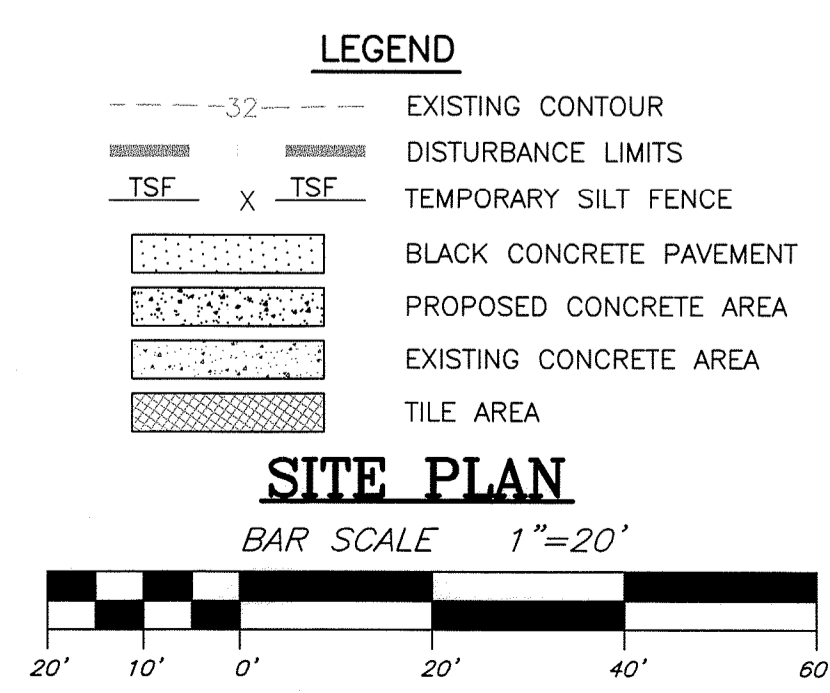 LEGEND
32 EXISTING CONTOUR
DISTURBANCE LIMITS
TSF X TSF TEMPORARY SILT FENCE
BLACK CONCRETE PAVEMENT
PROPOSED CONCRETE AREA
EXISTING CONCRETE AREA
TILE AREA
SITE PLAN
BAR SCALE 1"=20'
20' 10' 0' 20' 40' 60